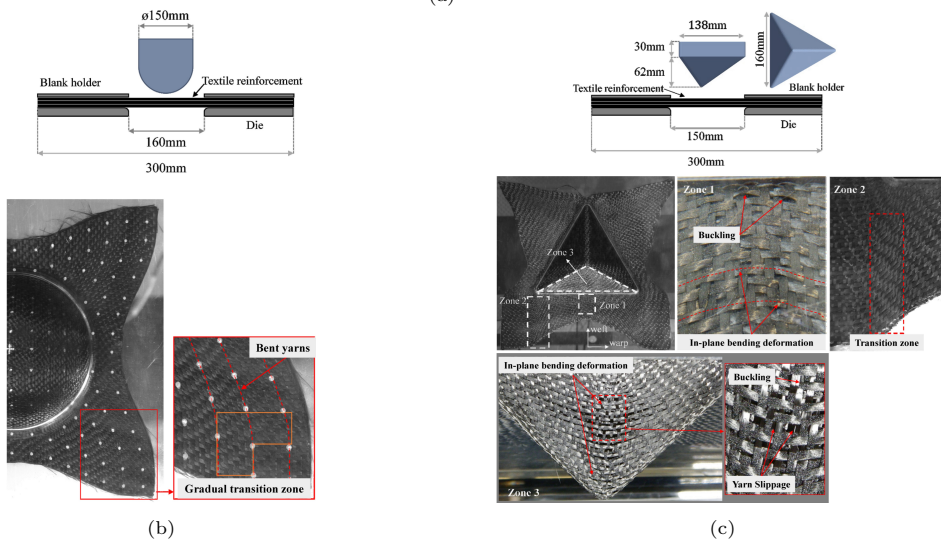 (a)
ø150mm
Blank holder
Textile reinforcement
Die
160mm
300mm
Bent yarns
Gradual transition zone
(b)
138mm
30mm
62mm
160mm
Textile reinforcement
Blank holder
Die
150mm
300mm
Zone 3
Zone 2
Zone 1
weft
warp
Zone 1
Buckling
In-plane bending deformation
Zone 2
Transition zone
In-plane bending deformation
Zone 3
Buckling
Yarn Slippage
(c)